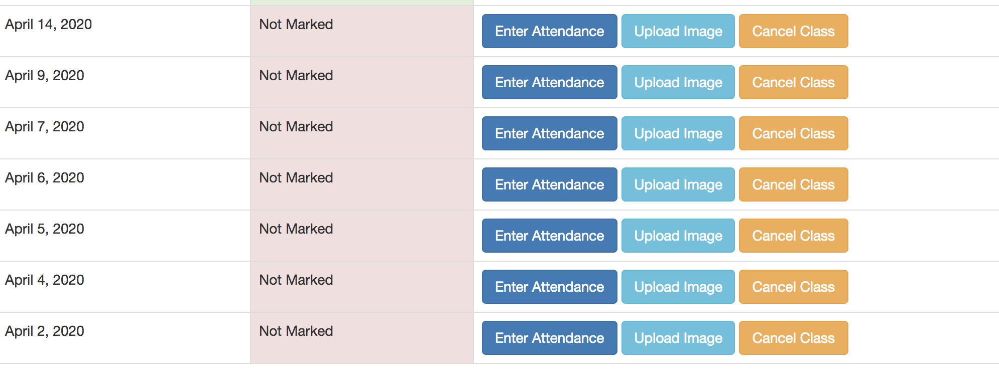 April 14, 2020 Not Marked Enter Attendance Upload Image Cancel Class
April 9, 2020 Not Marked Enter Attendance Upload Image Cancel Class
April 7, 2020 Not Marked Enter Attendance Upload Image Cancel Class
April 6, 2020 Not Marked Enter Attendance Upload Image Cancel Class
April 5, 2020 Not Marked Enter Attendance Upload Image Cancel Class
April 4, 2020 Not Marked Enter Attendance Upload Image Cancel Class
April 2, 2020 Not Marked Enter Attendance Upload Image Cancel Class